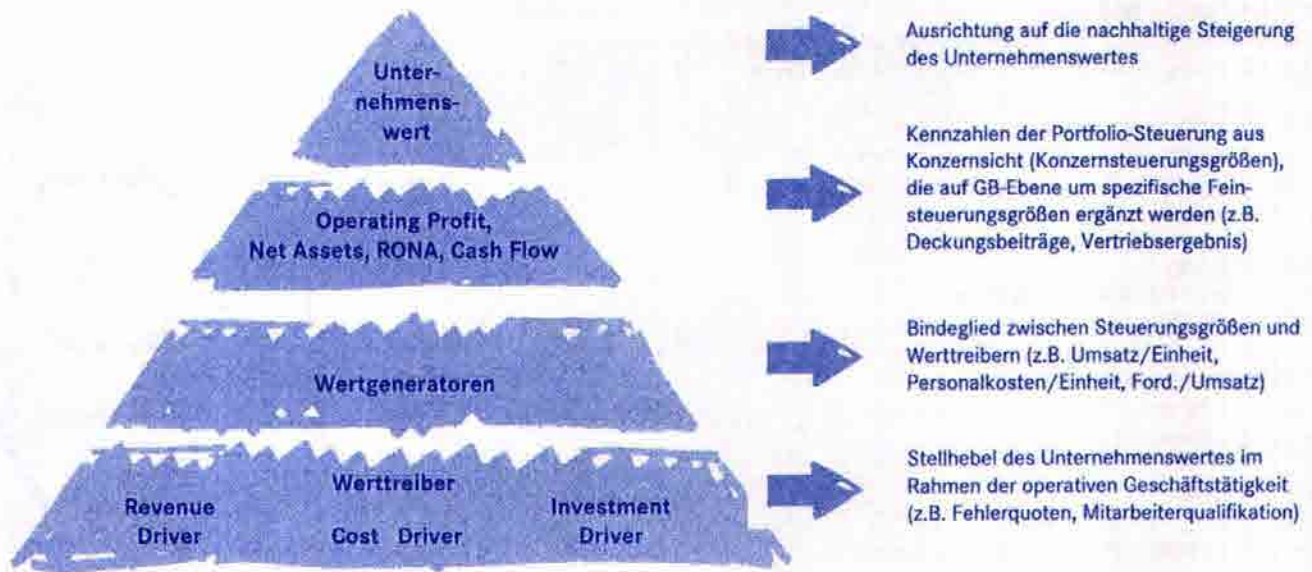 Unter-
nehmens-
wert
Ausrichtung auf die nachhaltige Steigerung
des Unternehmenswertes
Operating Profit,
Net Assets, RONA, Cash Flow
Kennzahlen der Portfolio-Steuerung aus
Konzernsicht (Konzernsteuerungsgrößen),
die auf GB-Ebene um spezifische Fein-
steuerungsgrößen ergänzt werden (z.B.
Deckungsbeiträge, Vertriebsergebnis)
Wertgeneratoren
Bindeglied zwischen Steuerungsgrößen und
Werttreibern (z.B. Umsatz/Einheit,
Personalkosten/Einheit, Ford./Umsatz)
Werttreiber
Revenue
Driver
Cost Driver
Investment
Driver
Stellhebel des Unternehmenswertes im
Rahmen der operativen Geschäftstätigkeit
(z.B. Fehlerquoten, Mitarbeiterqualifikation)